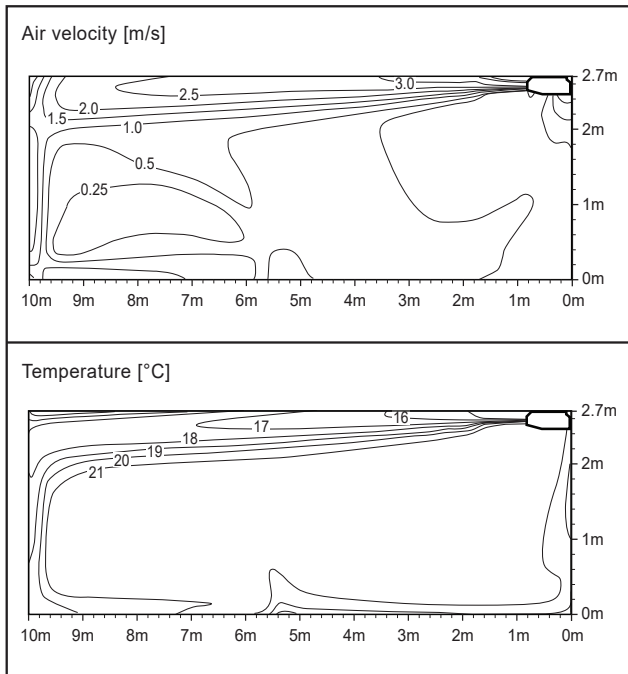 Air velocity [m/s]
3.0
2.7m
2.5
2.0
1.5
1.0
2m
0.5
0.25
1m
0m
10m 9m 8m 7m 6m 5m 4m 3m 2m 1m 0m
Temperature [°C]
2.7m
16
17
18
19
20
21
2m
1m
0m
10m 9m 8m 7m 6m 5m 4m 3m 2m 1m 0m